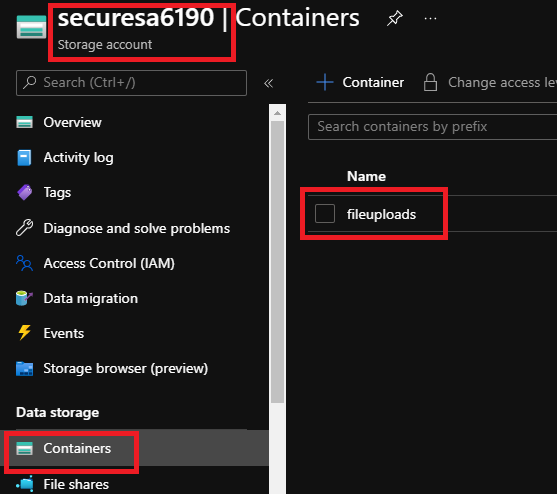 securesa6190 | Containers
Storage account
Search (Ctrl+/)
Overview
Activity log
Tags
Diagnose and solve problems
Access Control (IAM)
Data migration
Events
Storage browser (preview)
Data storage
Containers
File shares
Container
Change access
Search containers by prefix
Name
fileuploads